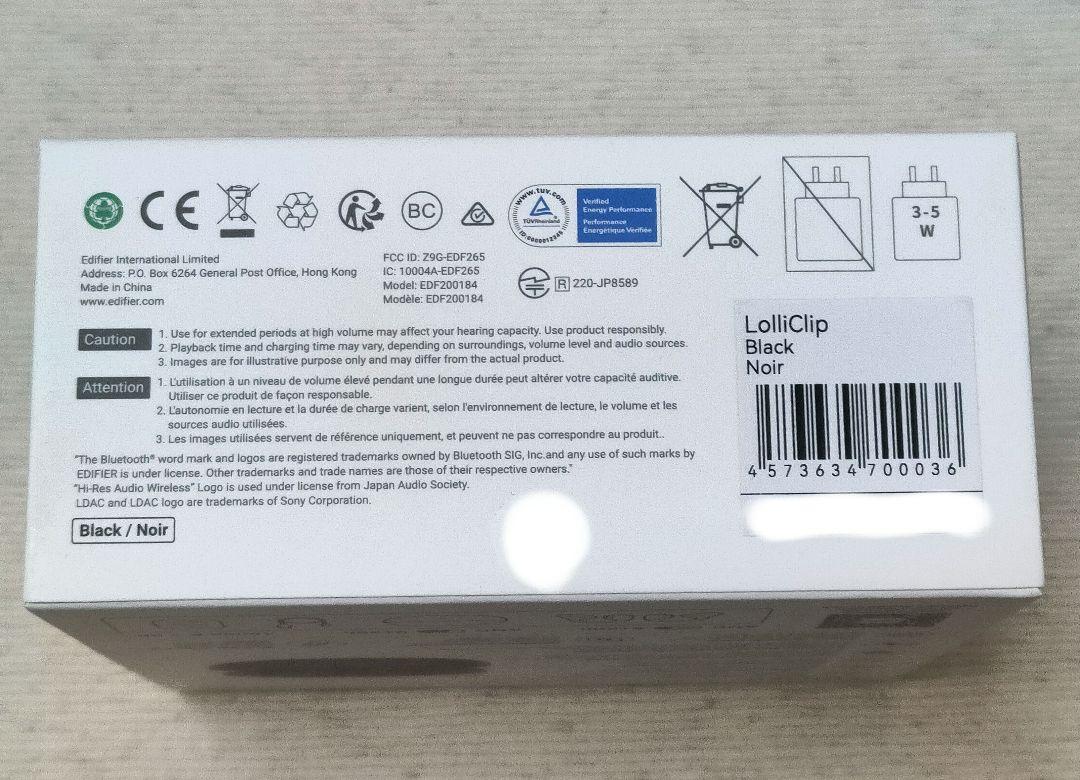 CE
BC
www.tuv.com
TÜVRheinland
ID:0000012345
Verified
Energy Performance
Performance
Énergétique Vérifiée
3-5
W
Edifier International Limited
Address: P.O. Box 6264 General Post Office, Hong Kong
Made in China
www.edifier.com
FCC ID: Z9G-EDF265
IC: 10004A-EDF265
Model: EDF200184
Modèle: EDF200184
R 220-JP8589
Caution
1. Use for extended periods at high volume may affect your hearing capacity. Use product responsibly.
2. Playback time and charging time may vary, depending on surroundings, volume level and audio sources.
3. Images are for illustrative purpose only and may differ from the actual product.
Attention
1. L'utilisation à un niveau de volume élevé pendant une longue durée peut altérer votre capacité auditive.
Utiliser ce produit de façon responsable.
2. L'autonomie en lecture et la durée de charge varient, selon l'environnement de lecture, le volume et les
sources audio utilisées.
3. Les images utilisées servent de référence uniquement, et peuvent ne pas correspondre au produit..
"The Bluetooth® word mark and logos are registered trademarks owned by Bluetooth SIG, Inc.and any use of such marks by
EDIFIER is under license. Other trademarks and trade names are those of their respective owners."
"Hi-Res Audio Wireless" Logo is used under license from Japan Audio Society.
LDAC and LDAC logo are trademarks of Sony Corporation.
Black / Noir
LolliClip
Black
Noir
4 573634 700036